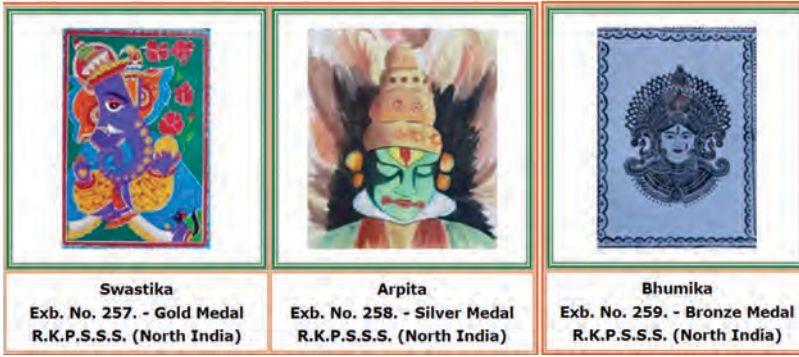 Swastika
Exb. No. 257. - Gold Medal
R.K.P.S.S.S. (North India)
Arpita
Exb. No. 258. - Silver Medal
R.K.P.S.S.S. (North India)
Bhumika
Exb. No. 259. - Bronze Medal
R.K.P.S.S.S. (North India)